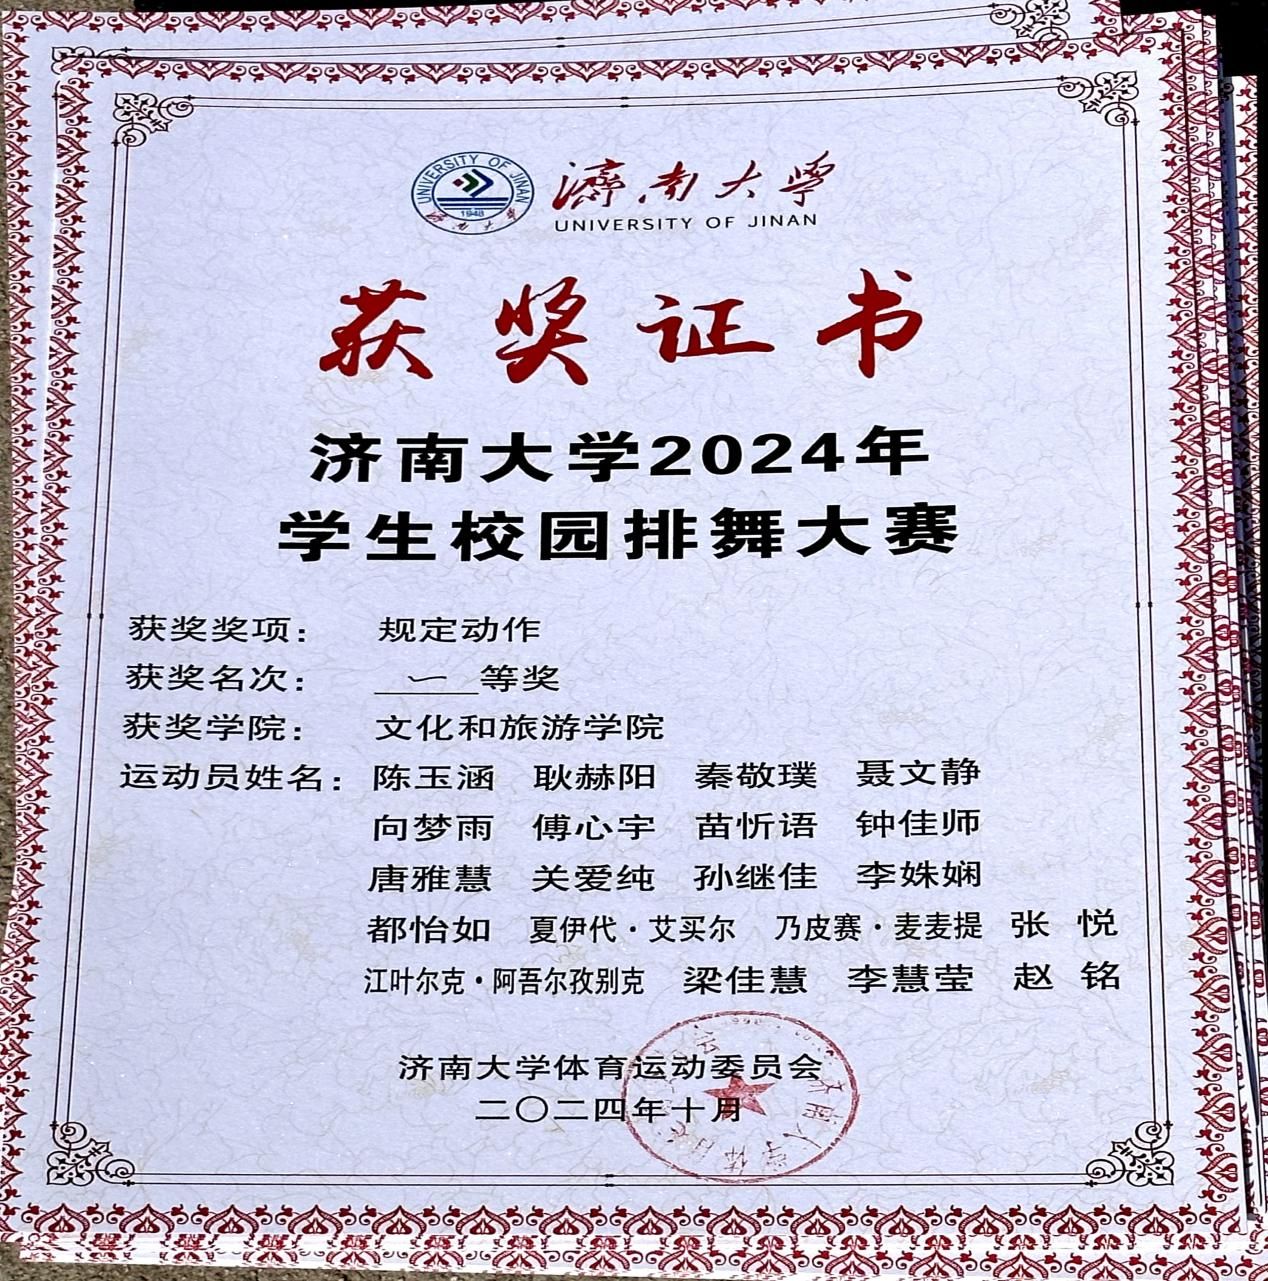 UNIVERSITY OF JINAN
1948
濟南大學
UNIVERSITY OF JINAN
获奖证书
济南大学2024年
学生校园排舞大赛
获奖奖项： 规定动作
获奖名次： 一等奖
获奖学院： 文化和旅游学院
运动员姓名： 陈玉涵 耿赫阳 秦敬璞 聂文静
向梦雨 傅心宇 苗忻语 钟佳师
唐雅慧 关爱纯 孙继佳 李姝娴
都怡如 夏伊代·艾买尔 乃皮赛·麦麦提 张 悦
江叶尔克·阿吾尔孜别克 梁佳慧 李慧莹 赵 铭
济南大学体育运动委员会
二〇二四年十月